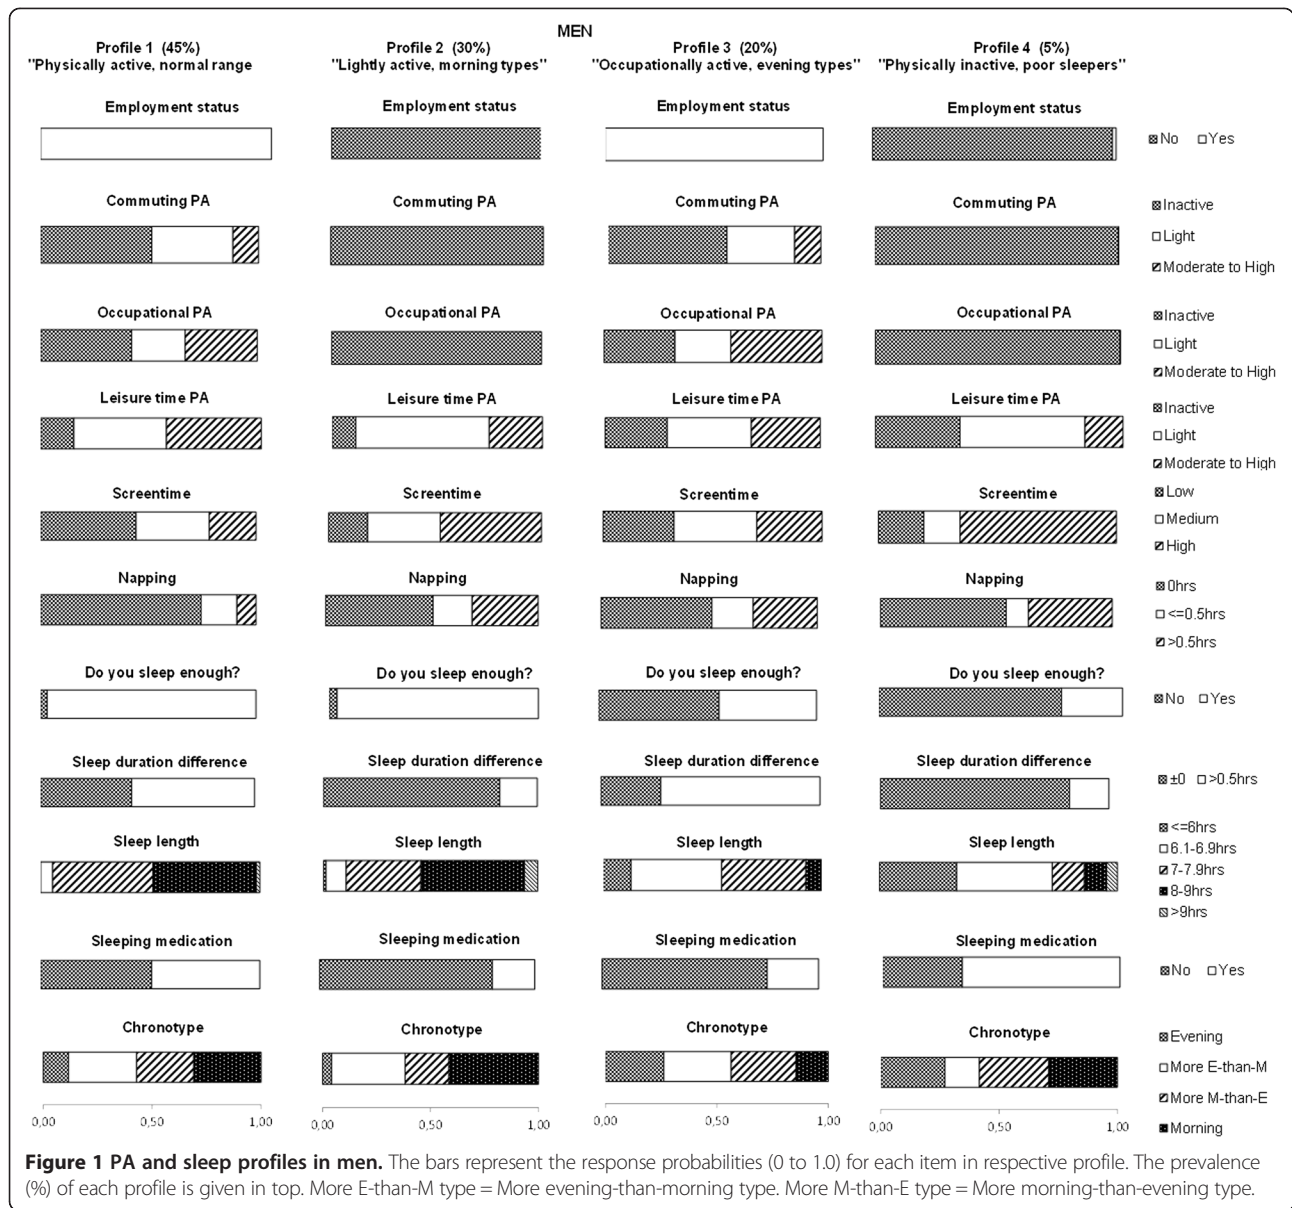 MEN
Profile 1 (45%)
"Physically active, normal range
Profile 2 (30%)
"Lightly active, morning types"
Profile 3 (20%)
"Occupationally active, evening types"
Profile 4 (5%)
"Physically inactive, poor sleepers"
Employment status Employment status Employment status Employment status
No Yes
Commuting PA Commuting PA Commuting PA Commuting PA
Inactive
Light
Moderate to High
Occupational PA Occupational PA Occupational PA Occupational PA
Inactive
Light
Moderate to High
Leisure time PA Leisure time PA Leisure time PA Leisure time PA
Inactive
Light
Moderate to High
Screentime Screentime Screentime Screentime
Low
Medium
High
Napping Napping Napping Napping
0hrs
<=0.5hrs
>0.5hrs
Do you sleep enough? Do you sleep enough? Do you sleep enough? Do you sleep enough?
No Yes
Sleep duration difference Sleep duration difference Sleep duration difference Sleep duration difference
±0 >0.5hrs
Sleep length Sleep length Sleep length Sleep length
<=6hrs
6.1-6.9hrs
7-7.9hrs
8-9hrs
>9hrs
Sleeping medication Sleeping medication Sleeping medication Sleeping medication
No Yes
Chronotype Chronotype Chronotype Chronotype
Evening
More E-than-M
More M-than-E
Morning
0,00 0,50 1,00 0,00 0,50 1,00 0,00 0,50 1,00 0,00 0,50 1,00
Figure 1 PA and sleep profiles in men. The bars represent the response probabilities (0 to 1.0) for each item in respective profile. The prevalence
(%) of each profile is given in top. More E-than-M type = More evening-than-morning type. More M-than-E type = More morning-than-evening type.